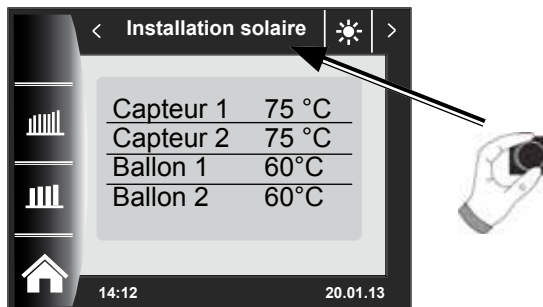 < Installation solaire >
Capteur 1 75 °C
Capteur 2 75 °C
Ballon 1 60°C
Ballon 2 60°C
14:12 20.01.13